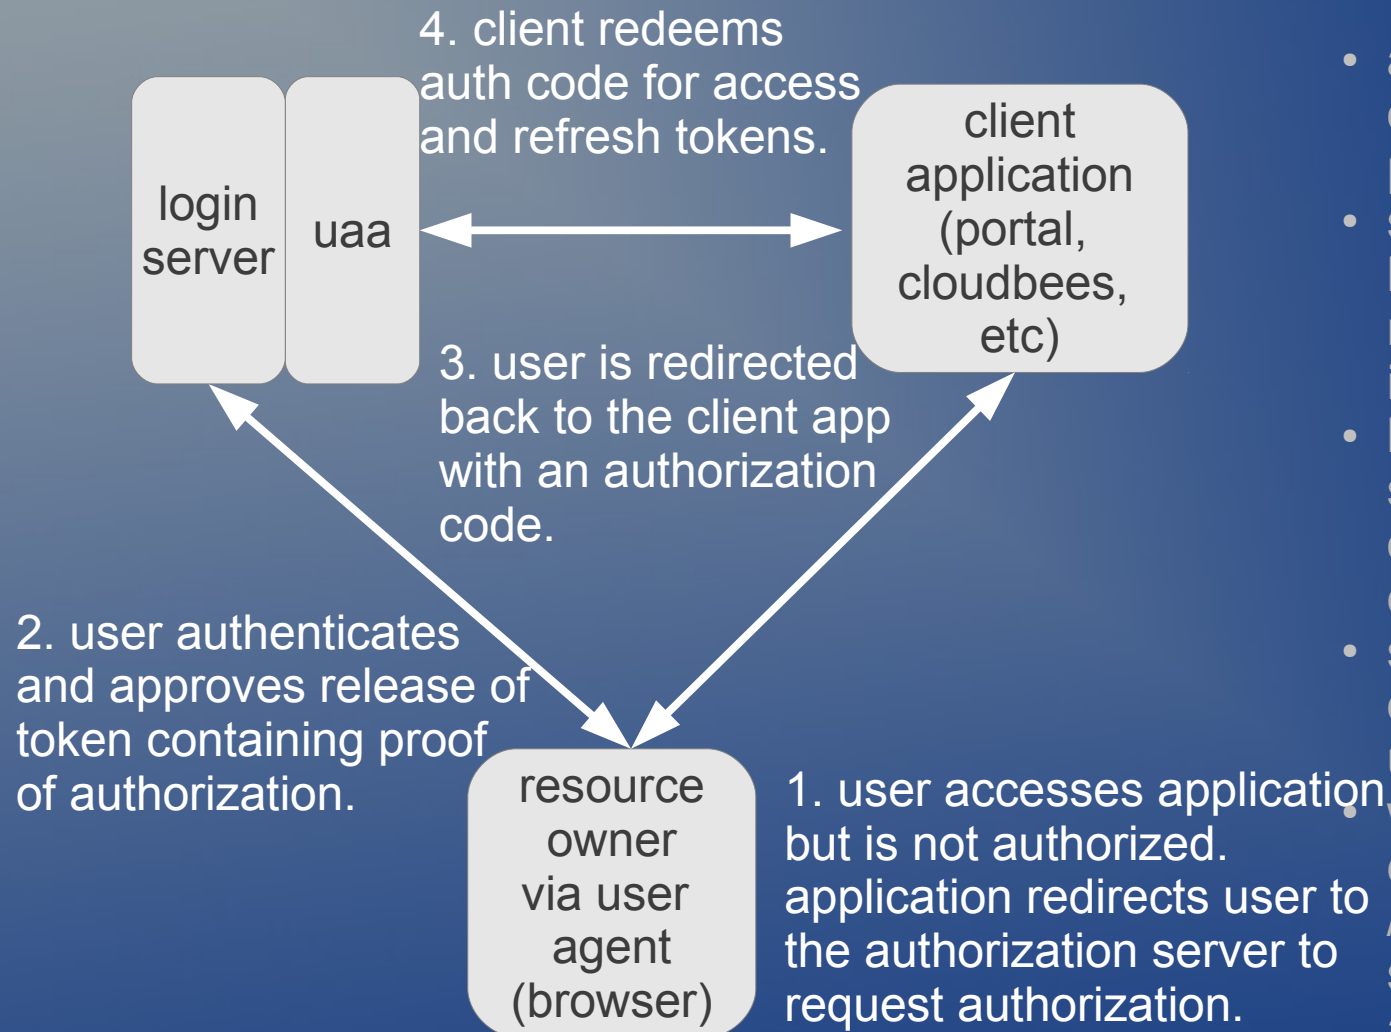 4. client redeems
auth code for access
and refresh tokens.
login
server
uaa
client
application
(portal,
cloudbees,
etc)
3. user is redirected
back to the client app
with an authorization
code.
2. user authenticates
and approves release of
token containing proof
of authorization.
resource
owner
via user
agent
(browser)
1. user accesses application
but is not authorized.
application redirects user to
the authorization server to
request authorization.